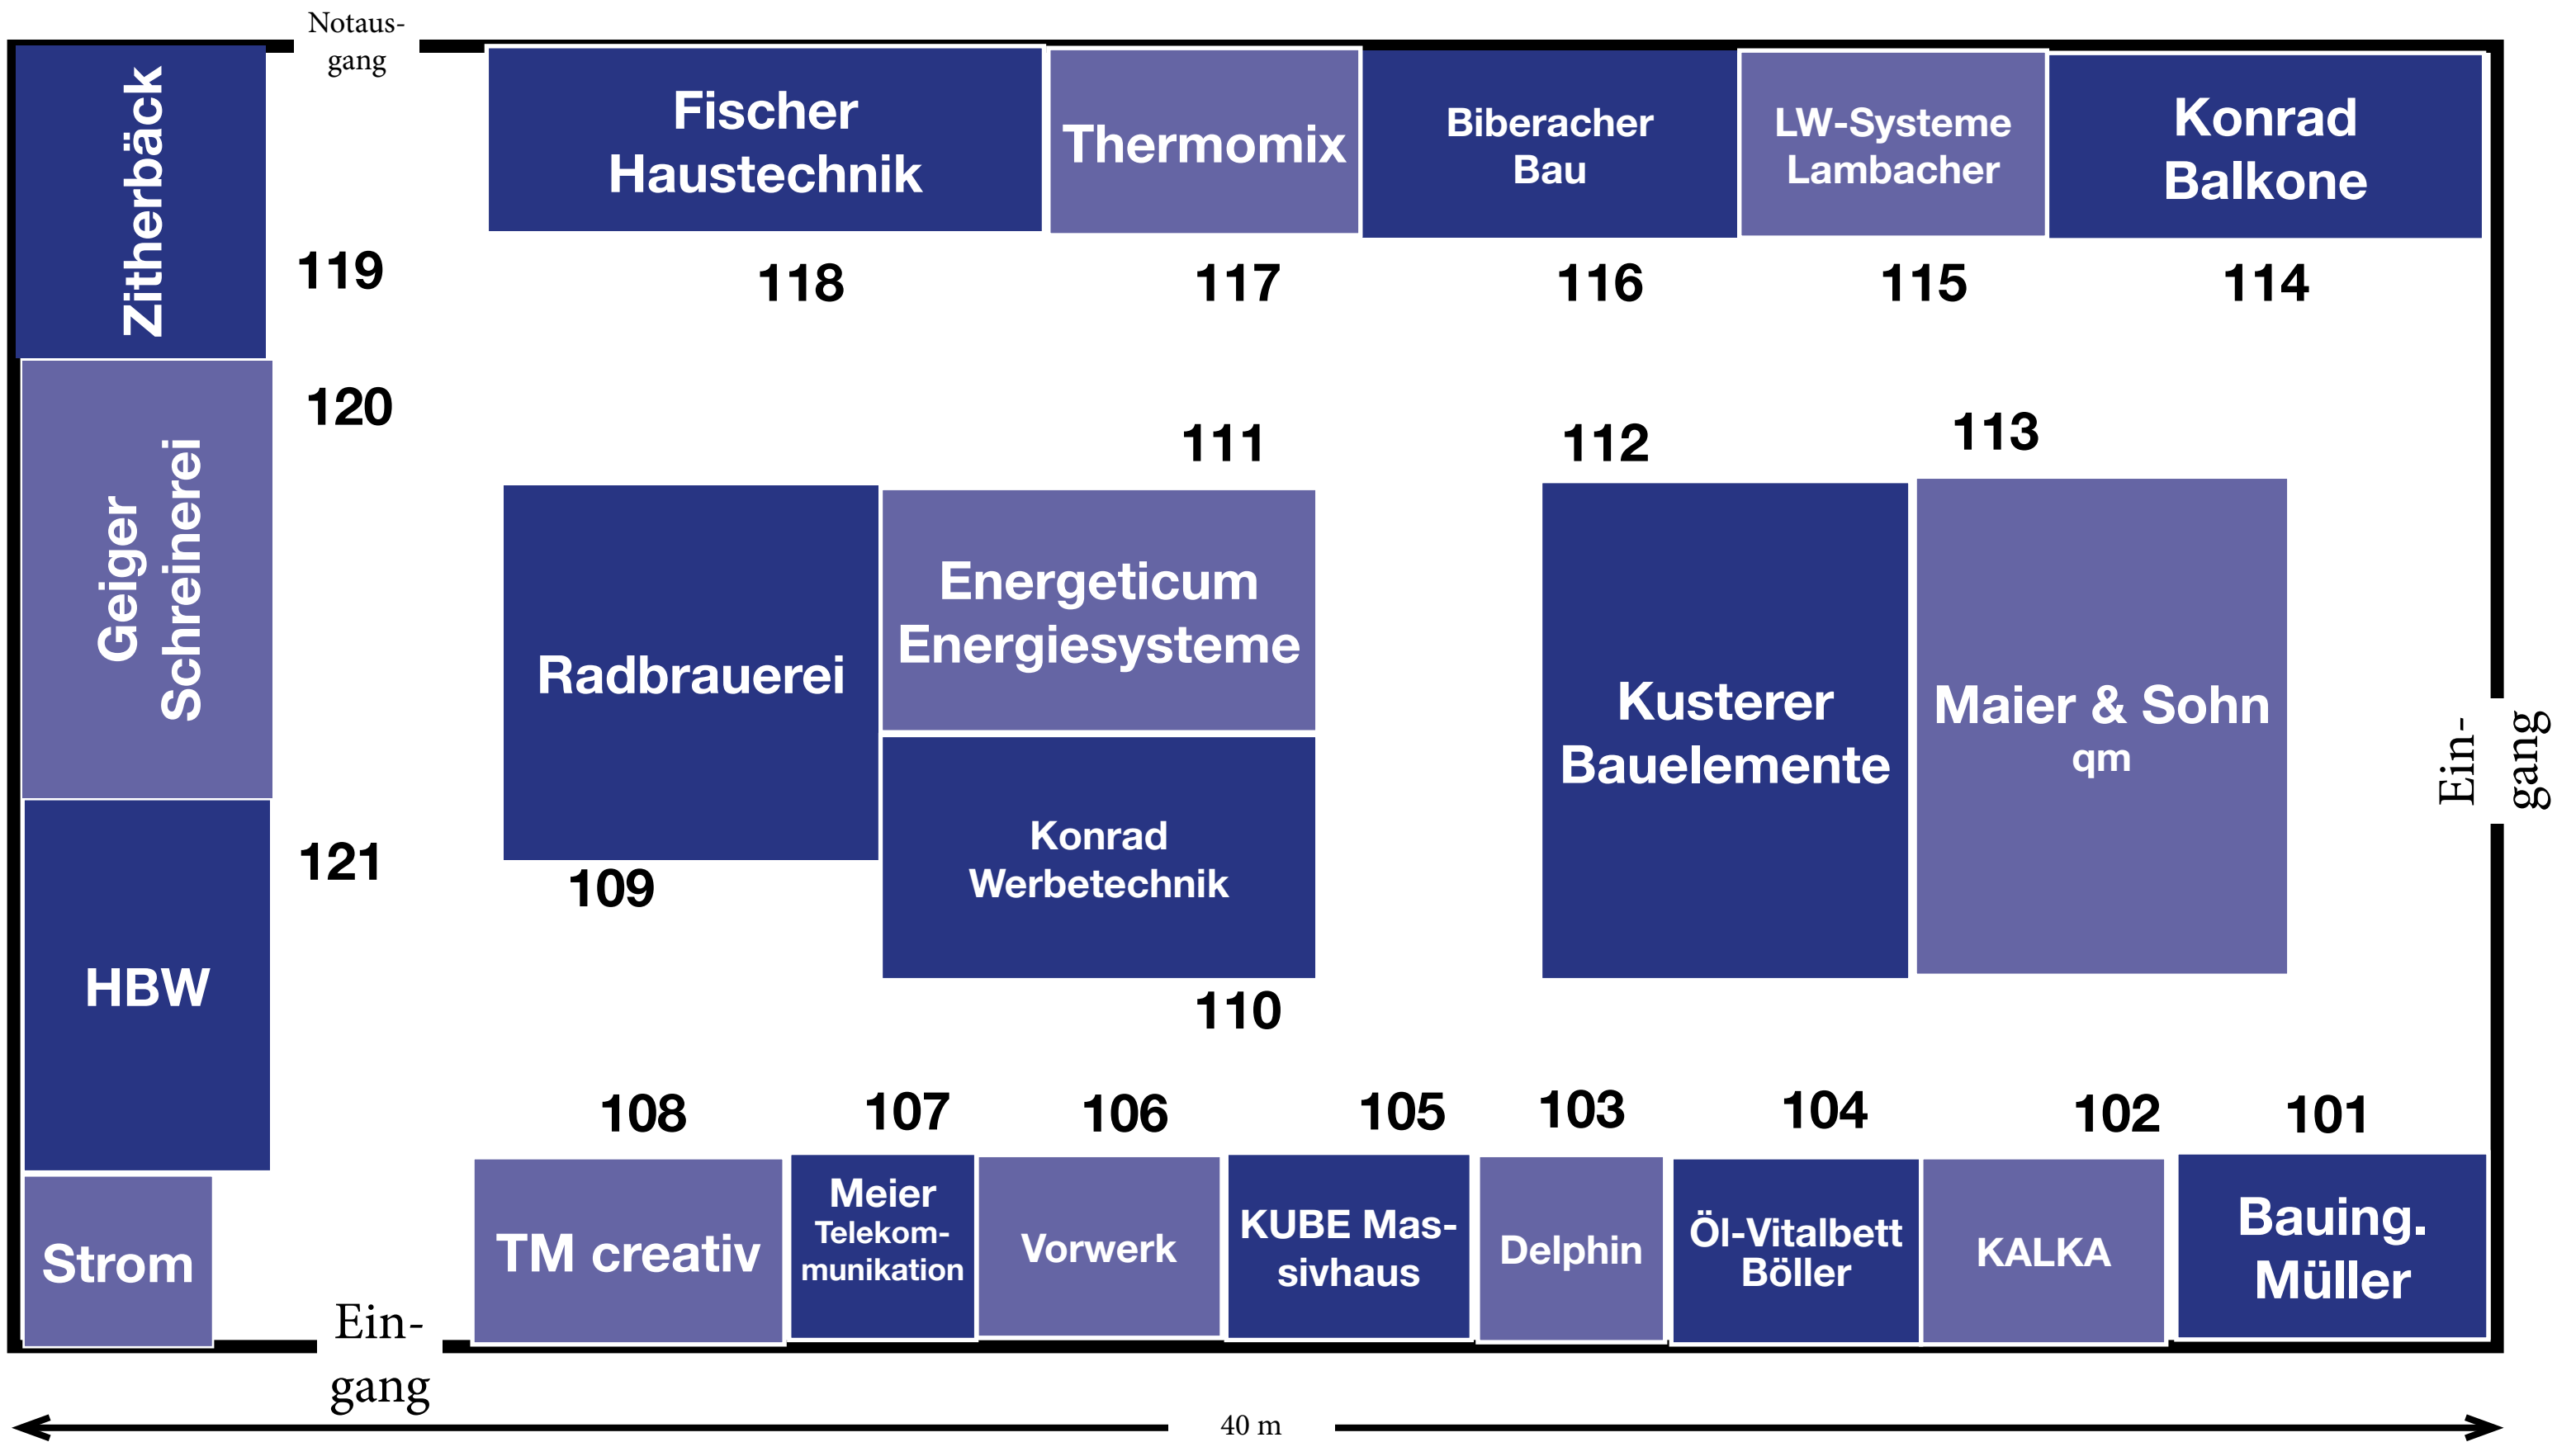 Notaus-
gang
Zitherbäck
119
Fischer
Haustechnik
118
Thermomix
117
Biberacher
Bau
116
LW-Systeme
Lambacher
115
Konrad
Balkone
114
Geiger
Schreinerei
120
111
112
113
Radbrauerei
109
Energeticum
Energiesysteme
Konrad
Werbetechnik
110
Kusterer
Bauelemente
Maier & Sohn
qm
Ein-
gang
HBW
121
108
107
106
105
103
104
102
101
Strom
TM creativ
Meier
Telekom-
munikation
Vorwerk
KUBE Mas-
sivhaus
Delphin
Öl-Vitalbett
Böller
KALKA
Bauing.
Müller
Ein-
gang
40 m